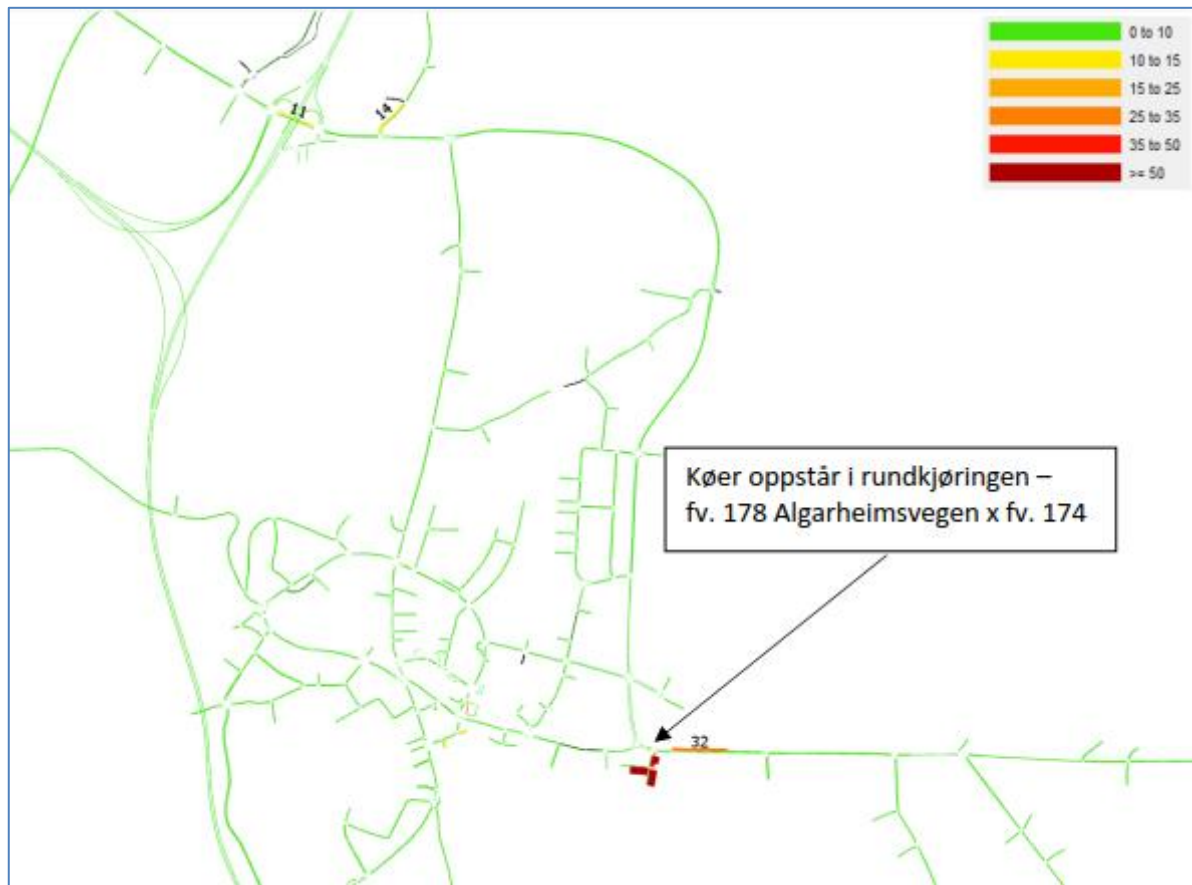 0 to 10
10 to 15
15 to 25
25 to 35
35 to 50
>= 50
11
14
Køer oppstår i rundkjøringen –
fv. 178 Algarheimsvegen x fv. 174
32